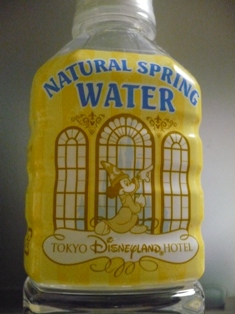 NATURAL SPRING
WATER
TOKYO DISNEYLAND HOTEL